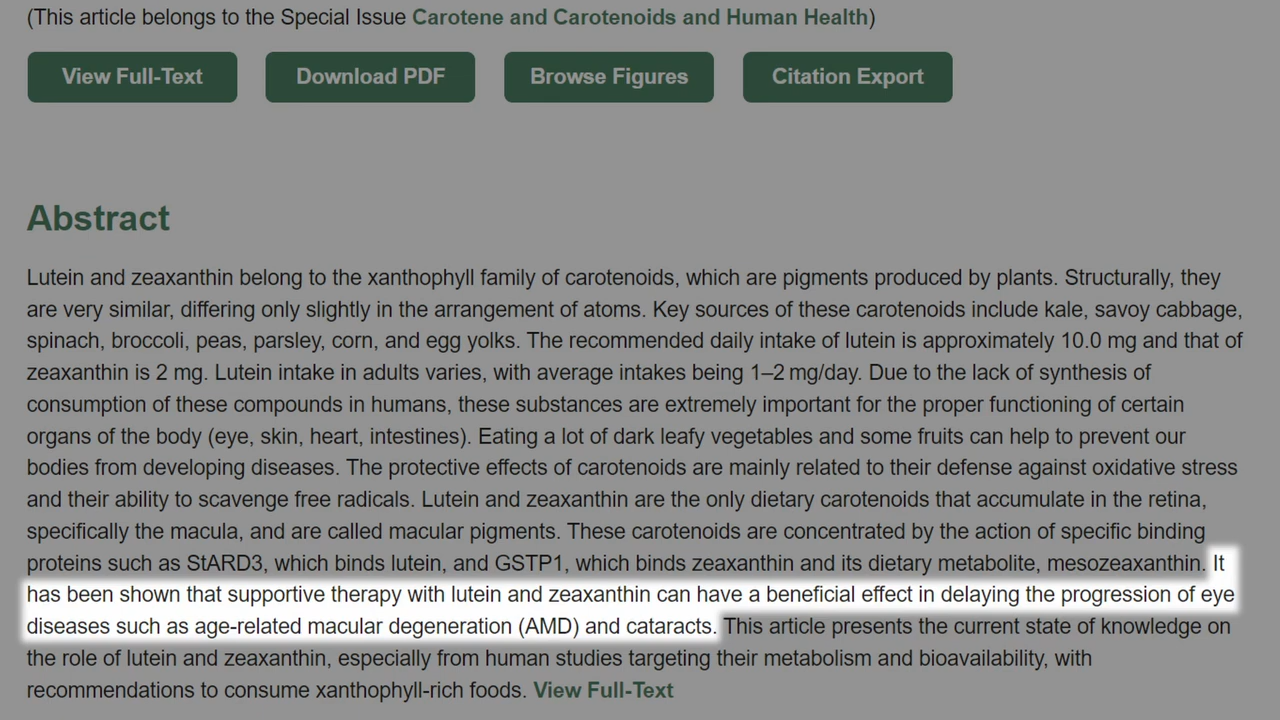 (This article belongs to the Special Issue Carotene and Carotenoids and Human Health)
View Full-Text Download PDF Browse Figures Citation Export
Abstract
Lutein and zeaxanthin belong to the xanthophyll family of carotenoids, which are pigments produced by plants. Structurally, they
are very similar, differing only slightly in the arrangement of atoms. Key sources of these carotenoids include kale, savoy cabbage,
spinach, broccoli, peas, parsley, corn, and egg yolks. The recommended daily intake of lutein is approximately 10.0 mg and that of
zeaxanthin is 2 mg. Lutein intake in adults varies, with average intakes being 1–2 mg/day. Due to the lack of synthesis of
consumption of these compounds in humans, these substances are extremely important for the proper functioning of certain
organs of the body (eye, skin, heart, intestines). Eating a lot of dark leafy vegetables and some fruits can help to prevent our
bodies from developing diseases. The protective effects of carotenoids are mainly related to their defense against oxidative stress
and their ability to scavenge free radicals. Lutein and zeaxanthin are the only dietary carotenoids that accumulate in the retina,
specifically the macula, and are called macular pigments. These carotenoids are concentrated by the action of specific binding
proteins such as StARD3, which binds lutein, and GSTP1, which binds zeaxanthin and its dietary metabolite, mesozeaxanthin. It
has been shown that supportive therapy with lutein and zeaxanthin can have a beneficial effect in delaying the progression of eye
diseases such as age-related macular degeneration (AMD) and cataracts. This article presents the current state of knowledge on
the role of lutein and zeaxanthin, especially from human studies targeting their metabolism and bioavailability, with
recommendations to consume xanthophyll-rich foods. View Full-Text